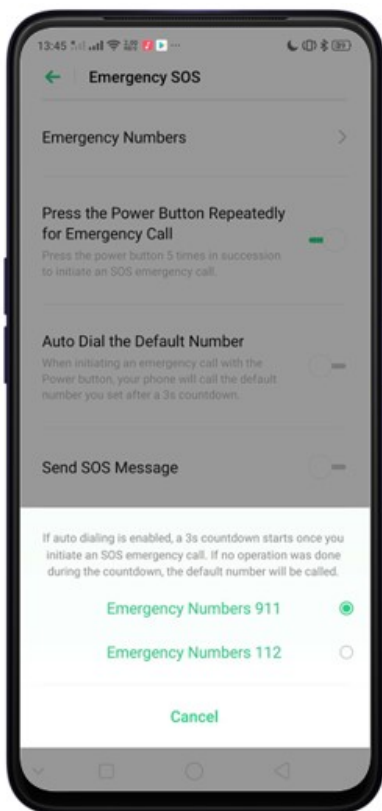 13:45
Emergency SOS
Emergency Numbers
Press the Power Button Repeatedly
for Emergency Call
Press the power button 5 times in succession
to initiate an SOS emergency call.
Auto Dial the Default Number
When initiating an emergency call with the
Power button, your phone will call the default
number you set after a 3s countdown.
Send SOS Message
If auto dialing is enabled, a 3s countdown starts once you
initiate an SOS emergency call. If no operation was done
during the countdown, the default number will be called.
Emergency Numbers 911
Emergency Numbers 112
Cancel